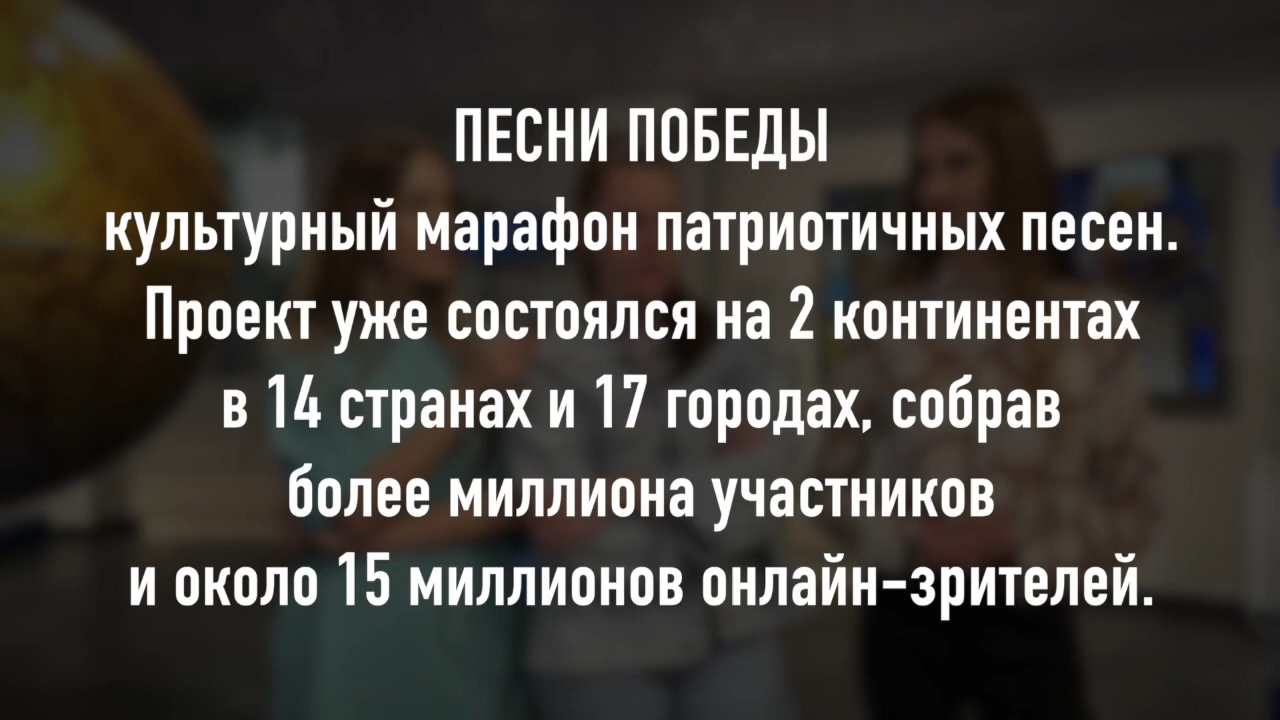 ПЕСНИ ПОБЕДЫ
культурный марафон патриотичных песен.
Проект уже состоялся на 2 континентах
в 14 странах и 17 городах, собрав
более миллиона участников
и около 15 миллионов онлайн-зрителей.